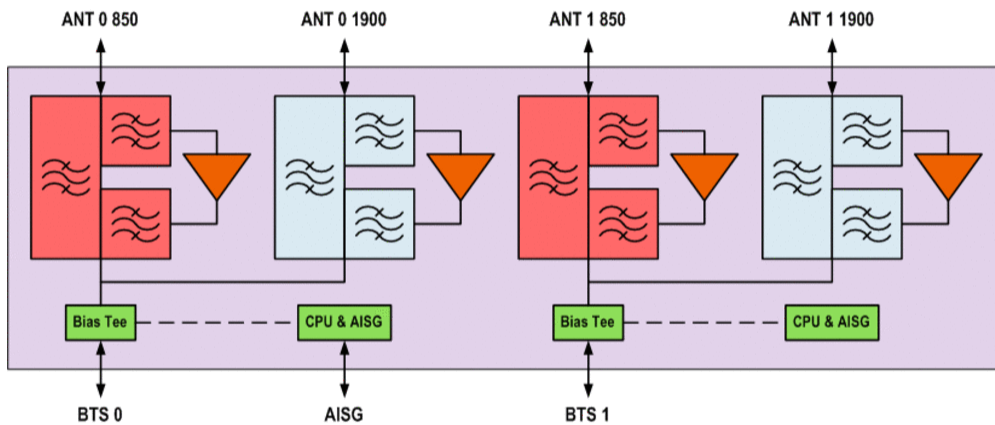 ANT 0 850
ANT 0 1900
ANT 1 850
ANT 1 1900
Bias Tee
CPU & AISG
Bias Tee
CPU & AISG
BTS 0
AISG
BTS 1